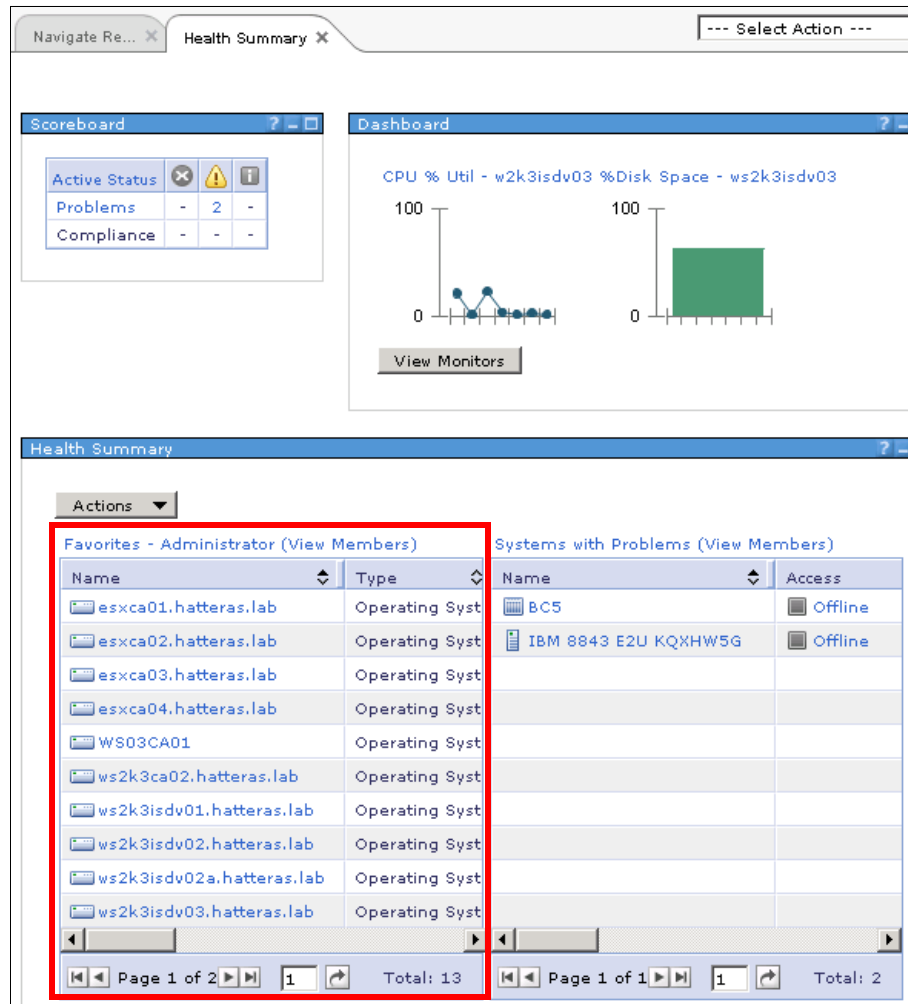 Navigate Re...
Health Summary
--- Select Action ---
Scoreboard
Dashboard
Active Status
Problems - 2 -
Compliance - - -
CPU % Util - w2k3isdv03 %Disk Space - ws2k3isdv03
100
0
100
0
View Monitors
Health Summary
Actions
Favorites - Administrator (View Members)
Name Type
esxca01.hatteras.lab Operating Syst
esxca02.hatteras.lab Operating Syst
esxca03.hatteras.lab Operating Syst
esxca04.hatteras.lab Operating Syst
WS03CA01 Operating Syst
ws2k3ca02.hatteras.lab Operating Syst
ws2k3isdv01.hatteras.lab Operating Syst
ws2k3isdv02.hatteras.lab Operating Syst
ws2k3isdv02a.hatteras.lab Operating Syst
ws2k3isdv03.hatteras.lab Operating Syst
Page 1 of 2 1 Total: 13
Systems with Problems (View Members)
Name Access
BC5 Offline
IBM 8843 E2U KQXHW5G Offline
Page 1 of 1 1 Total: 2